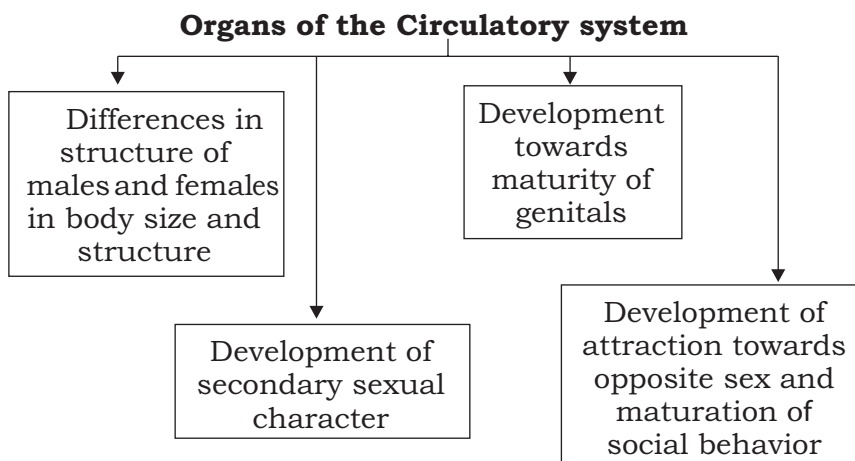 Organs of the Circulatory system
Differences in
structure of
males and females
in body size and
structure
Development
towards
maturity of
genitals
Development of
secondary sexual
character
Development of
attraction towards
opposite sex and
maturation of
social behavior